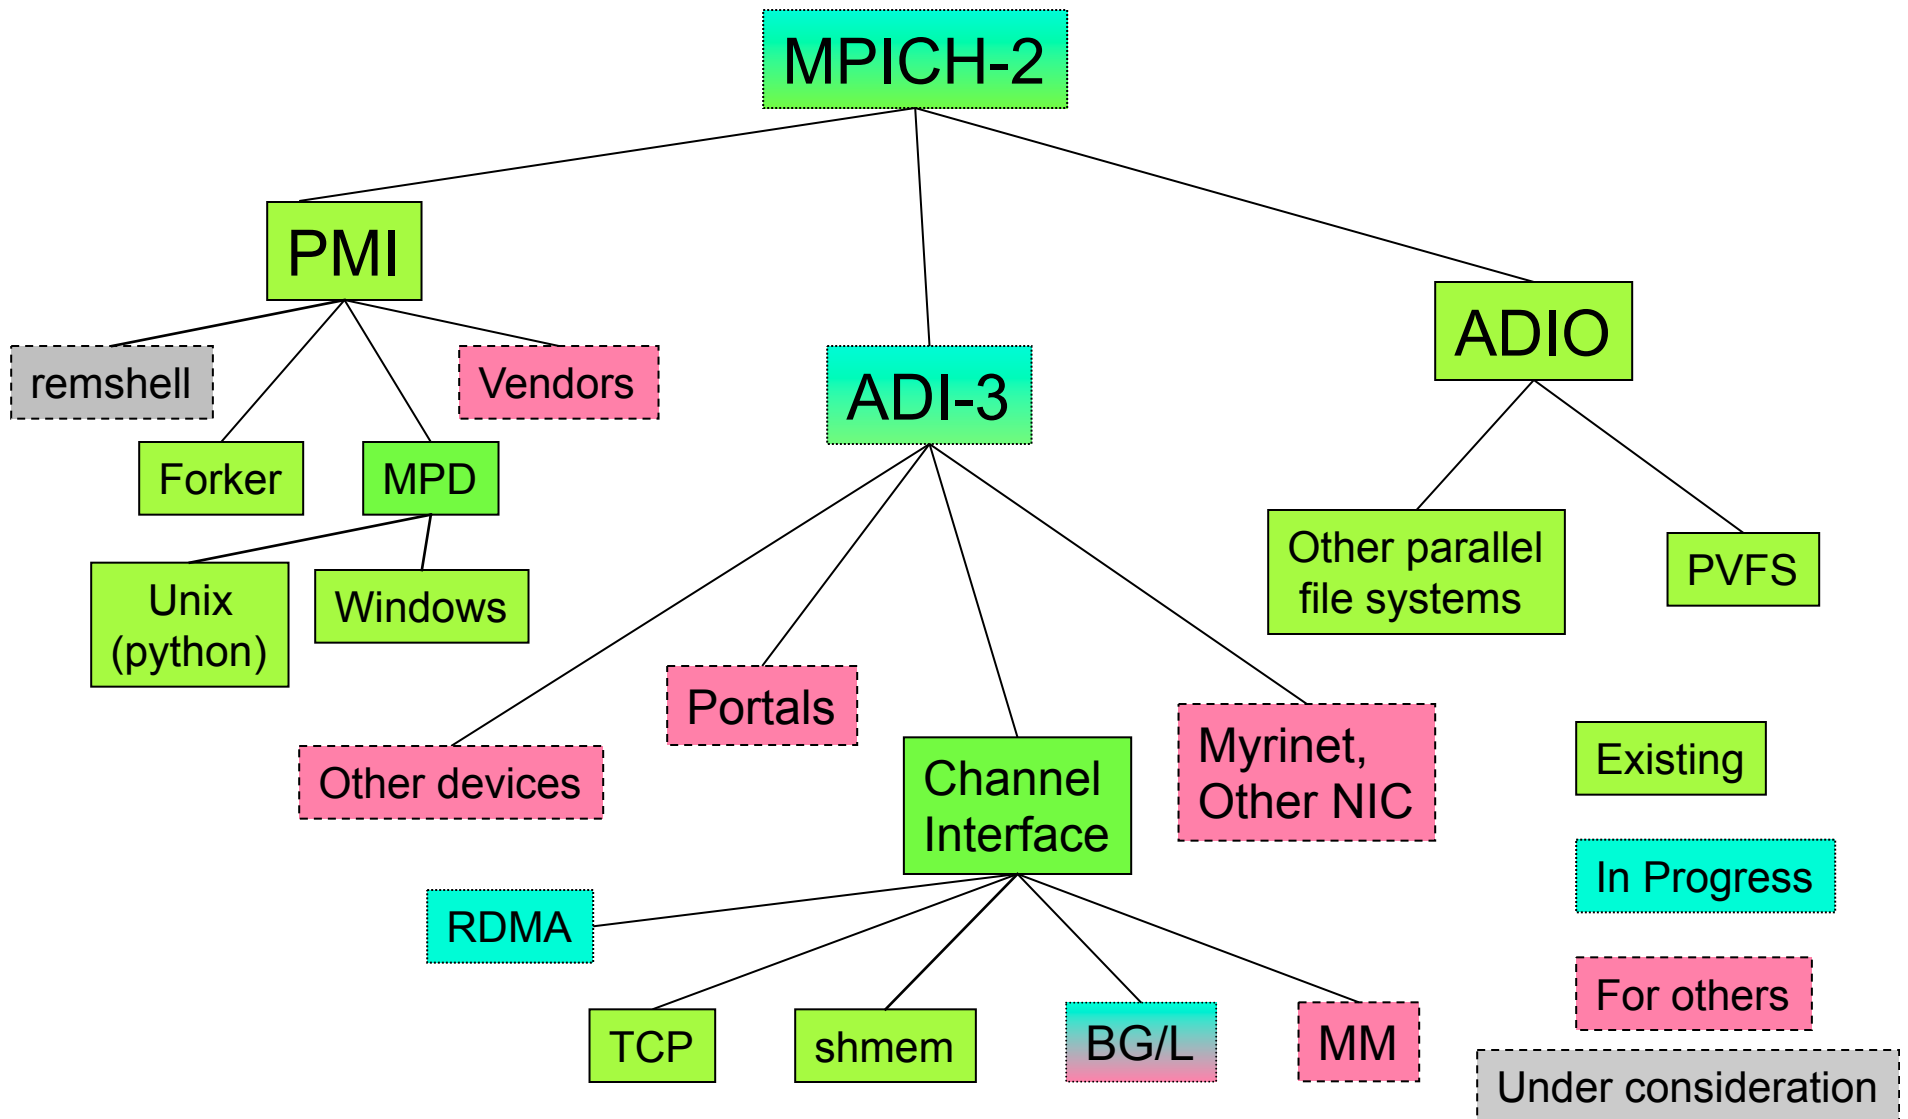 MPICH-2
PMI
ADIO
remshell
Vendors
ADI-3
Forker
MPD
Other parallel
file systems
PVFS
Unix
(python)
Windows
Portals
Other devices
Channel
Interface
Myrinet,
Other NIC
Existing
In Progress
RDMA
For others
TCP
shmem
BG/L
MM
Under consideration